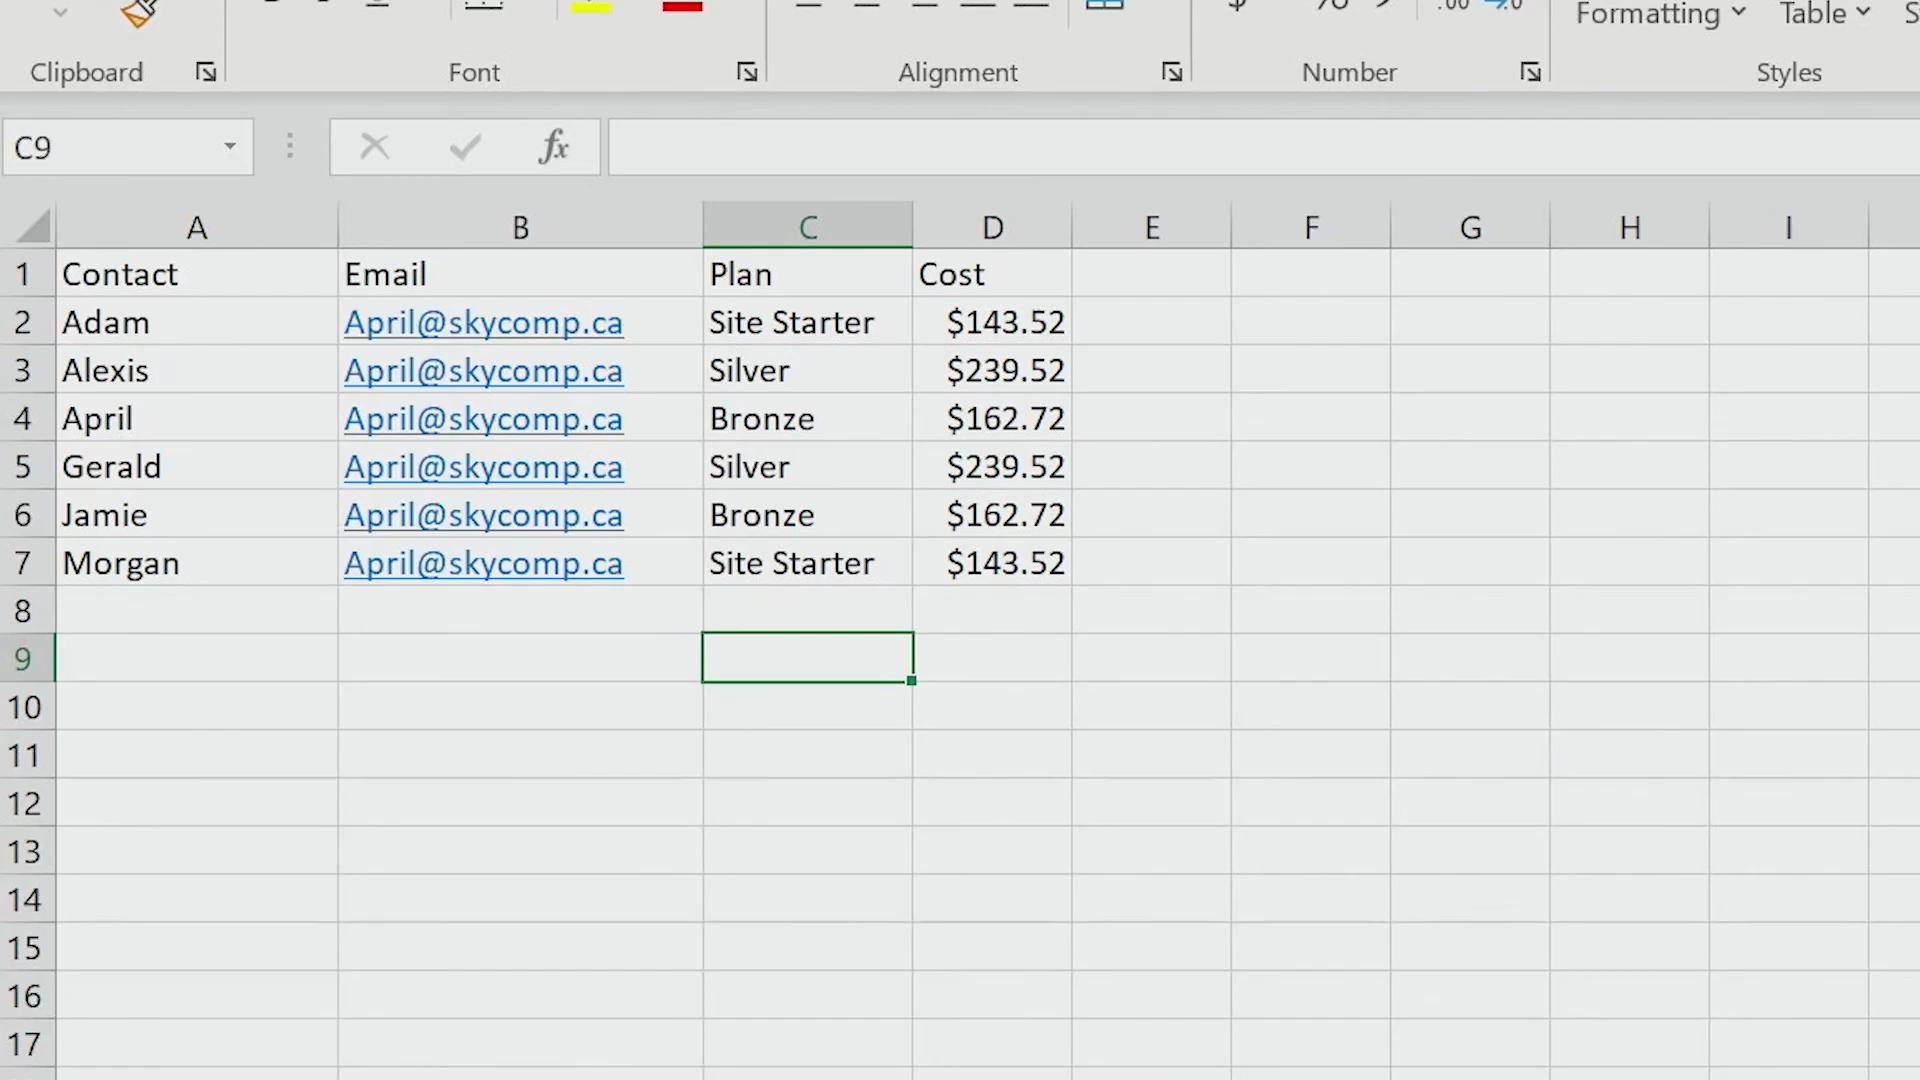 Formatting Table
Clipboard Font Alignment Number Styles
C9 fx
A B C D E F G H I
1 Contact Email Plan Cost
2 Adam April@skycomp.ca Site Starter $143.52
3 Alexis April@skycomp.ca Silver $239.52
4 April April@skycomp.ca Bronze $162.72
5 Gerald April@skycomp.ca Silver $239.52
6 Jamie April@skycomp.ca Bronze $162.72
7 Morgan April@skycomp.ca Site Starter $143.52
8
9
10
11
12
13
14
15
16
17